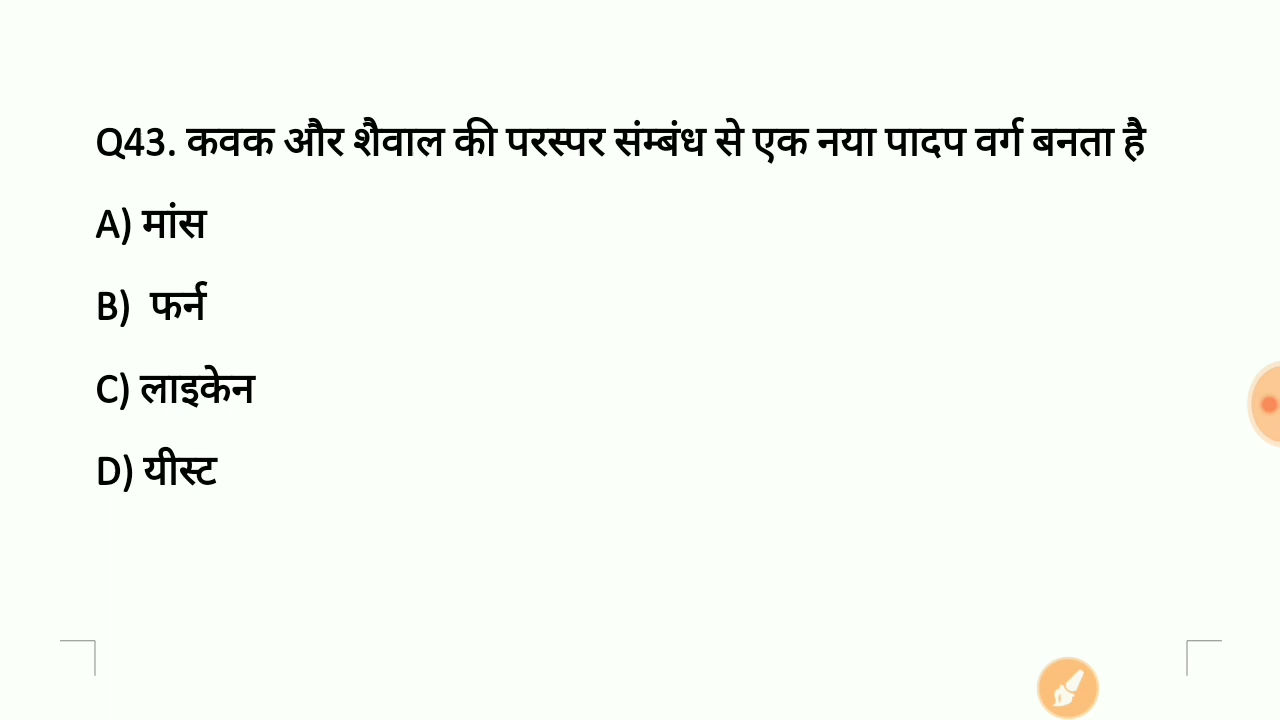 Q43. कवक और शैवाल की परस्पर संम्बंध से एक नया पादप वर्ग बनता है
A) मांस
B) फर्न
C) लाइकेन
D) यीस्ट